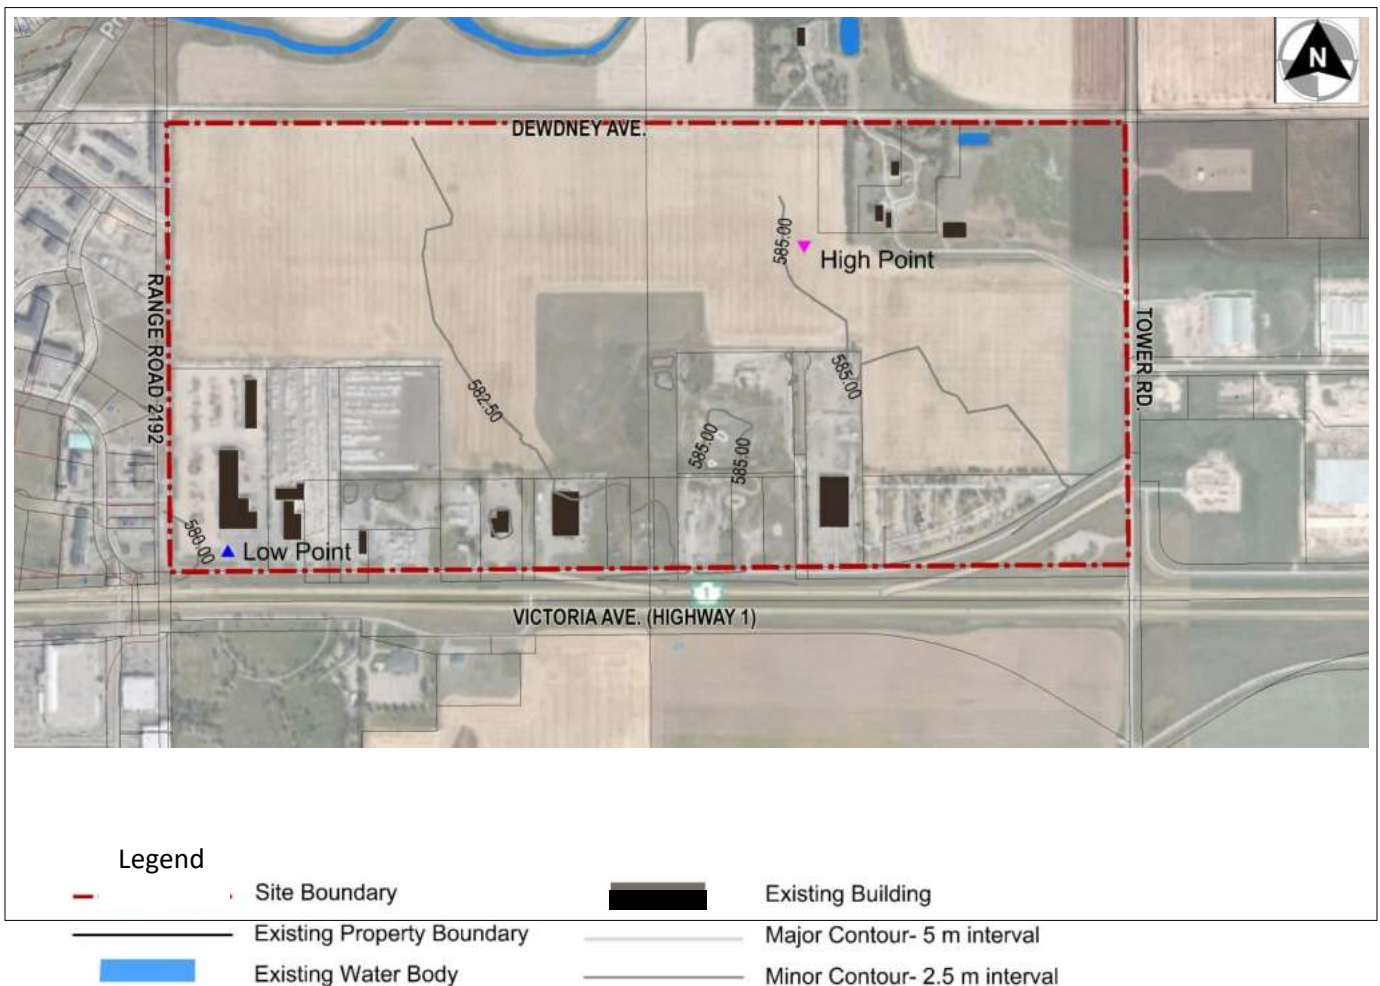 Pri
N
DEWDNEY AVE.
585.00
High Point
RANGE ROAD 2192
TOWER RD.
585.00
582.50
585.00
585.00
580.00
Low Point
1
VICTORIA AVE. (HIGHWAY 1)
Legend
Site Boundary
Existing Building
Existing Property Boundary
Major Contour- 5 m interval
Existing Water Body
Minor Contour- 2.5 m interval